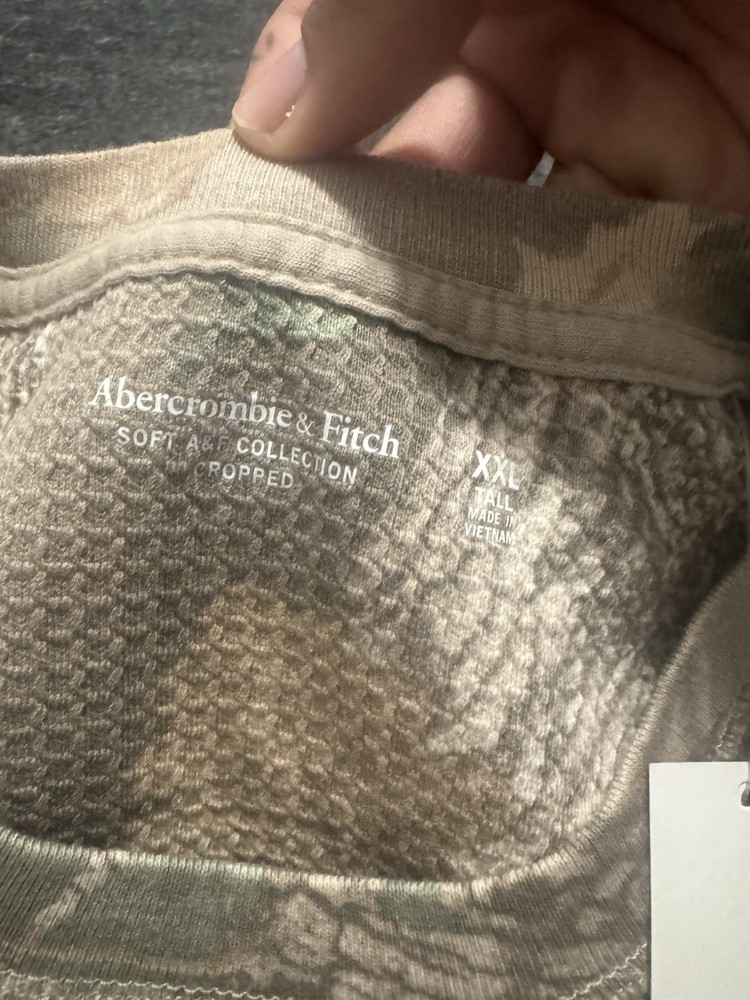 Abercrombie & Fitch
SOFT A&F COLLECTION
CROPPED
XXL
TALL
MADE IN
VIETNAM